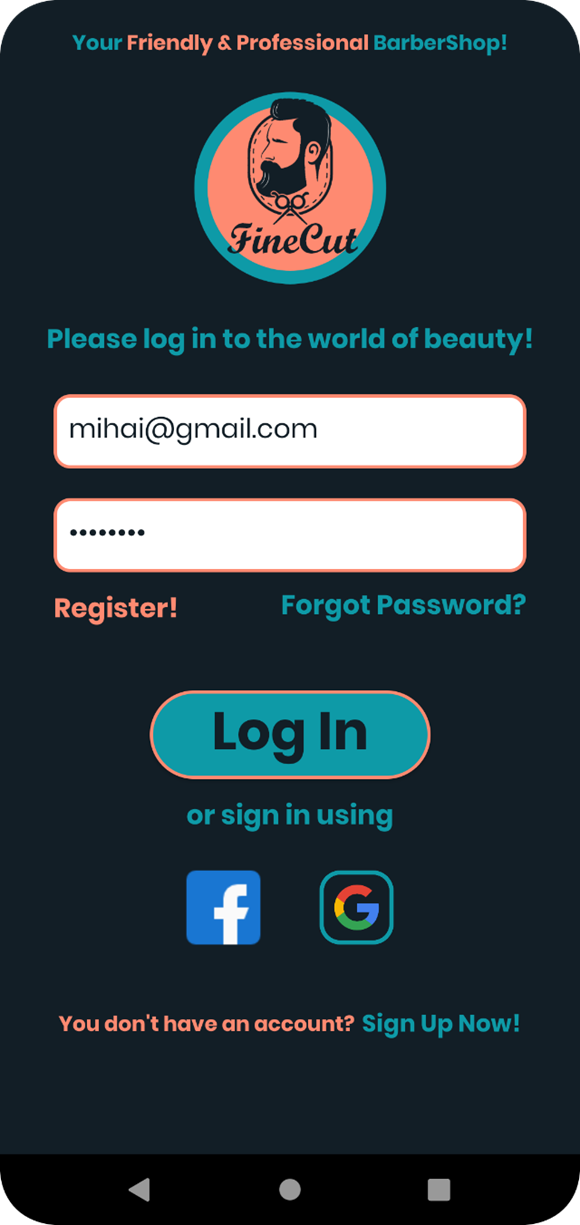 Your Friendly & Professional BarberShop!
FineCut
Please log in to the world of beauty!
mihai@gmail.com
••••••••
Register! Forgot Password?
Log In
or sign in using
f G
You don't have an account? Sign Up Now!